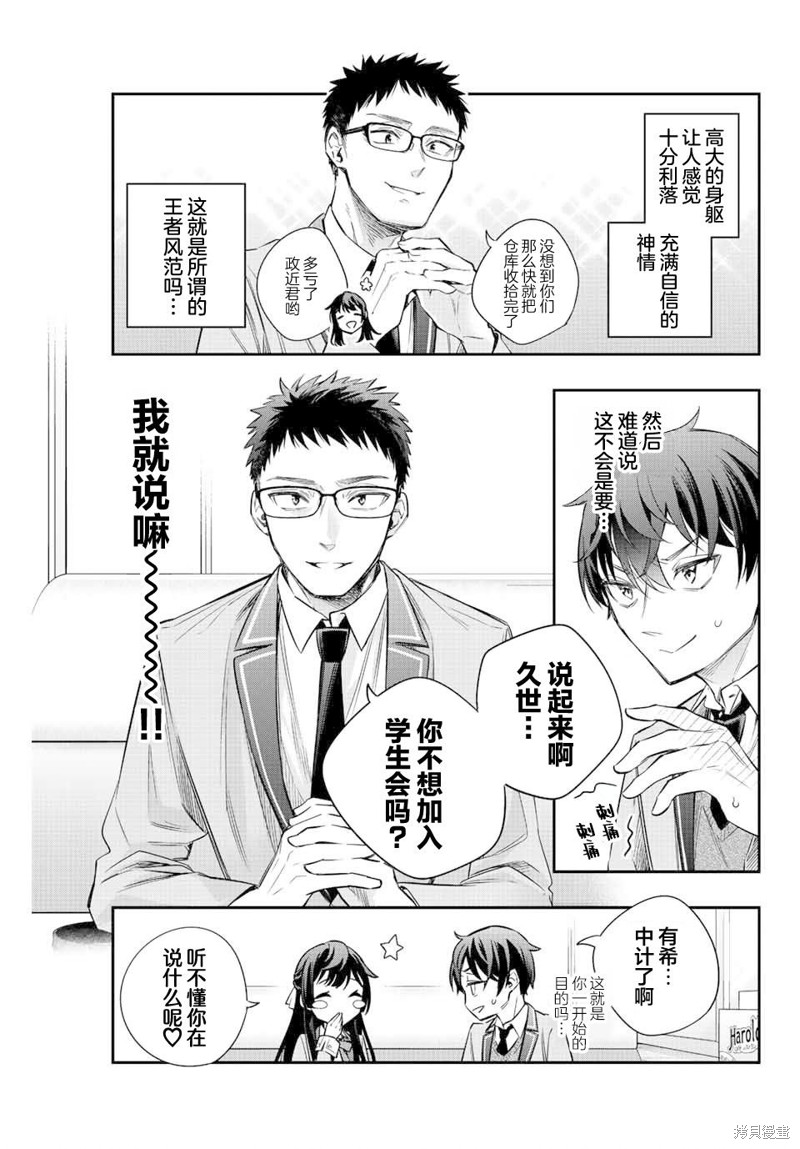 高大的身躯
让人感觉
十分利落
充满自信的
神情
没想到你们
那么快就把
仓库收拾完了
多亏了
政近君哟
这就是所谓的
王者风范吗…
然后
难道说
这不会是要…
刺痛
刺痛
说起来啊
久世…
你不想加入
学生会吗？
我就说嘛～～～!!
有希…
中计了啊
这就是
你一开始的
目的吗…
听不懂你在
说什么呢♡
Harold
拷贝漫畫